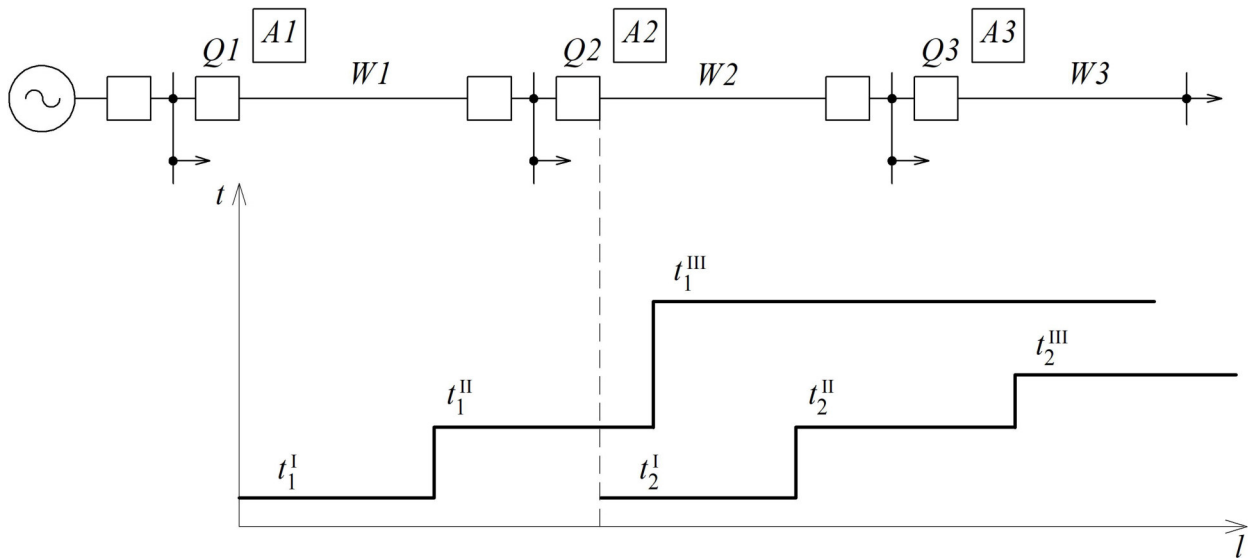 Q1 A1 W1 Q2 A2 W2 Q3 A3 W3
t
t₁ᴵᴵᴵ
t₂ᴵᴵᴵ
t₁ᴵᴵ t₂ᴵᴵ
t₁ᴵ t₂ᴵ
l